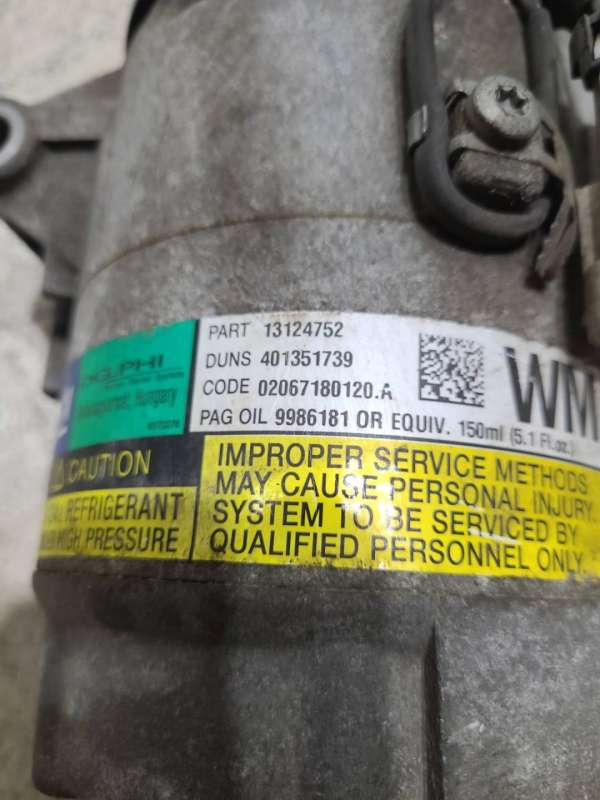 PART 13124752
DUNS 401351739
CODE 02067180120.A
PAG OIL 9986181 OR EQUIV. 150ml (5.1 Fl.oz.)
WM
DELPHI
Hungary
CAUTION
REFRIGERANT
HIGH PRESSURE
IMPROPER SERVICE METHODS
MAY CAUSE PERSONAL INJURY.
SYSTEM TO BE SERVICED BY
QUALIFIED PERSONNEL ONLY.